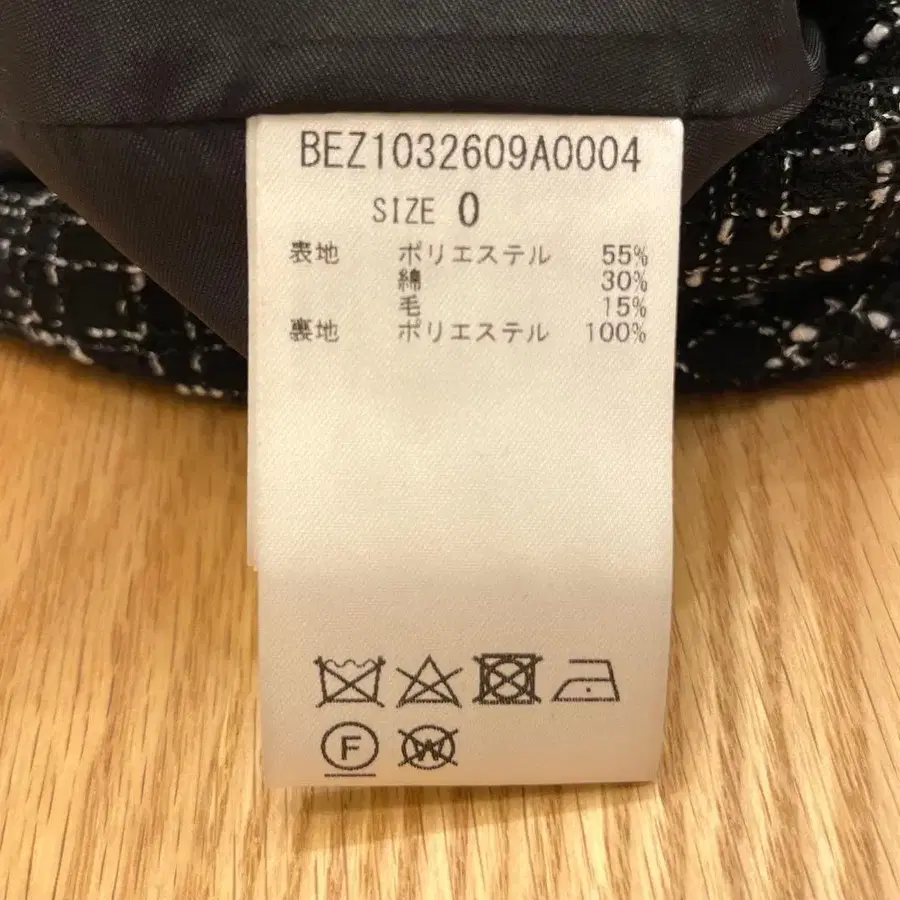 BEZ1032609A0004
SIZE 0
表地 ポリエステル 55%
綿 30%
毛 15%
裏地 ポリエステル 100%
F W